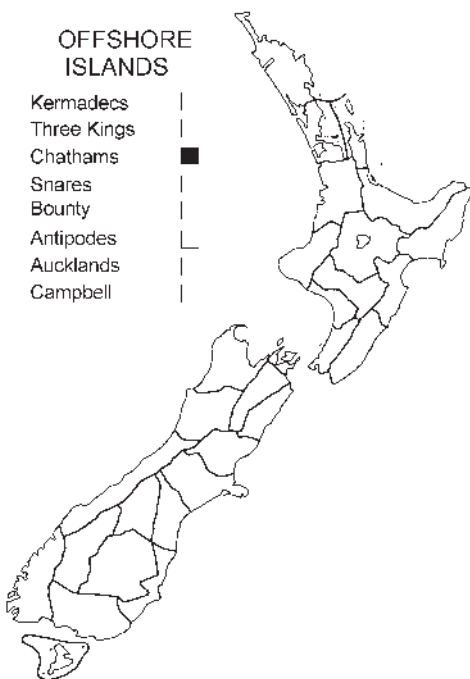 OFFSHORE
ISLANDS
Kermadecs
Three Kings
Chathams
Snares
Bounty
Antipodes
Aucklands
Campbell